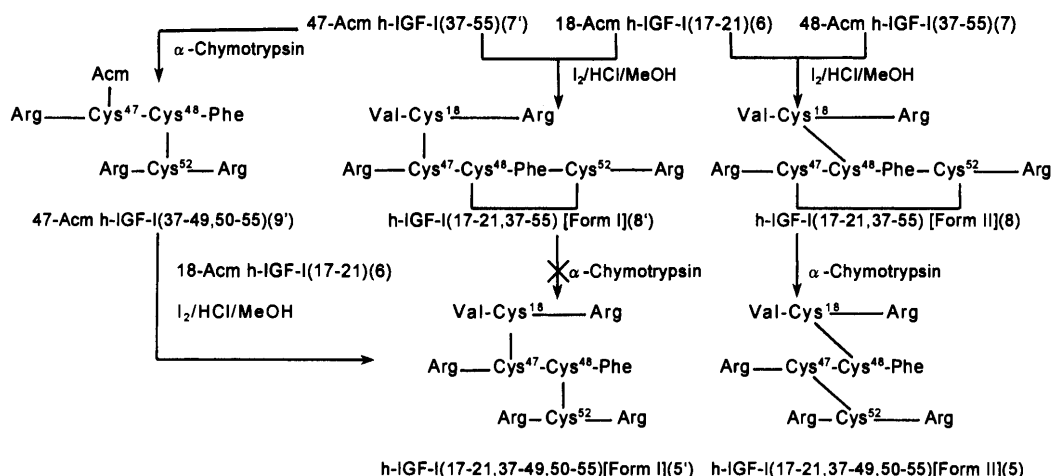 47-Acm h-IGF-I(37-55)(7') 18-Acm h-IGF-I(17-21)(6) 48-Acm h-IGF-I(37-55)(7)
α-Chymotrypsin
I₂/HCl/MeOH I₂/HCl/MeOH
Acm
Arg—Cys⁴⁷-Cys⁴⁸-Phe
Arg—Cys⁵²—Arg
Val-Cys¹⁸—Arg
Arg—Cys⁴⁷-Cys⁴⁸-Phe—Cys⁵²—Arg
Val-Cys¹⁸—Arg
Arg—Cys⁴⁷-Cys⁴⁸-Phe—Cys⁵²—Arg
47-Acm h-IGF-I(37-49,50-55)(9') h-IGF-I(17-21,37-55) [Form I](8') h-IGF-I(17-21,37-55) [Form II](8)
18-Acm h-IGF-I(17-21)(6)
I₂/HCl/MeOH
α-Chymotrypsin α-Chymotrypsin
Val-Cys¹⁸—Arg
Arg—Cys⁴⁷-Cys⁴⁸-Phe
Arg—Cys⁵²—Arg
Val-Cys¹⁸—Arg
Arg—Cys⁴⁷-Cys⁴⁸-Phe
Arg—Cys⁵²—Arg
h-IGF-I(17-21,37-49,50-55)[Form I](5') h-IGF-I(17-21,37-49,50-55)[Form II](5)